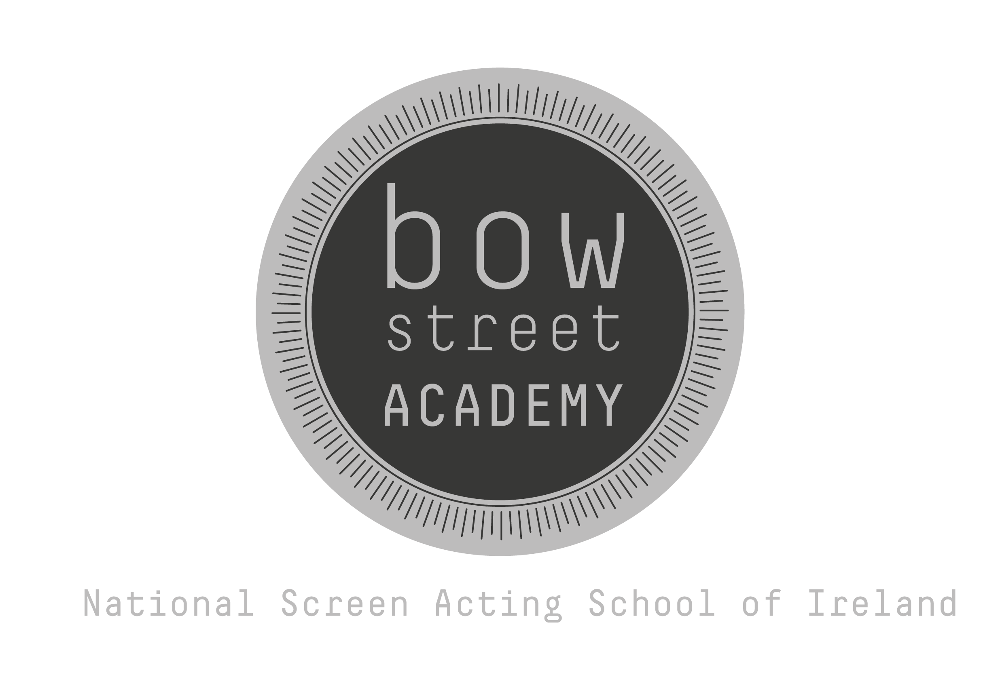 bow
street
ACADEMY
National Screen Acting School of Ireland